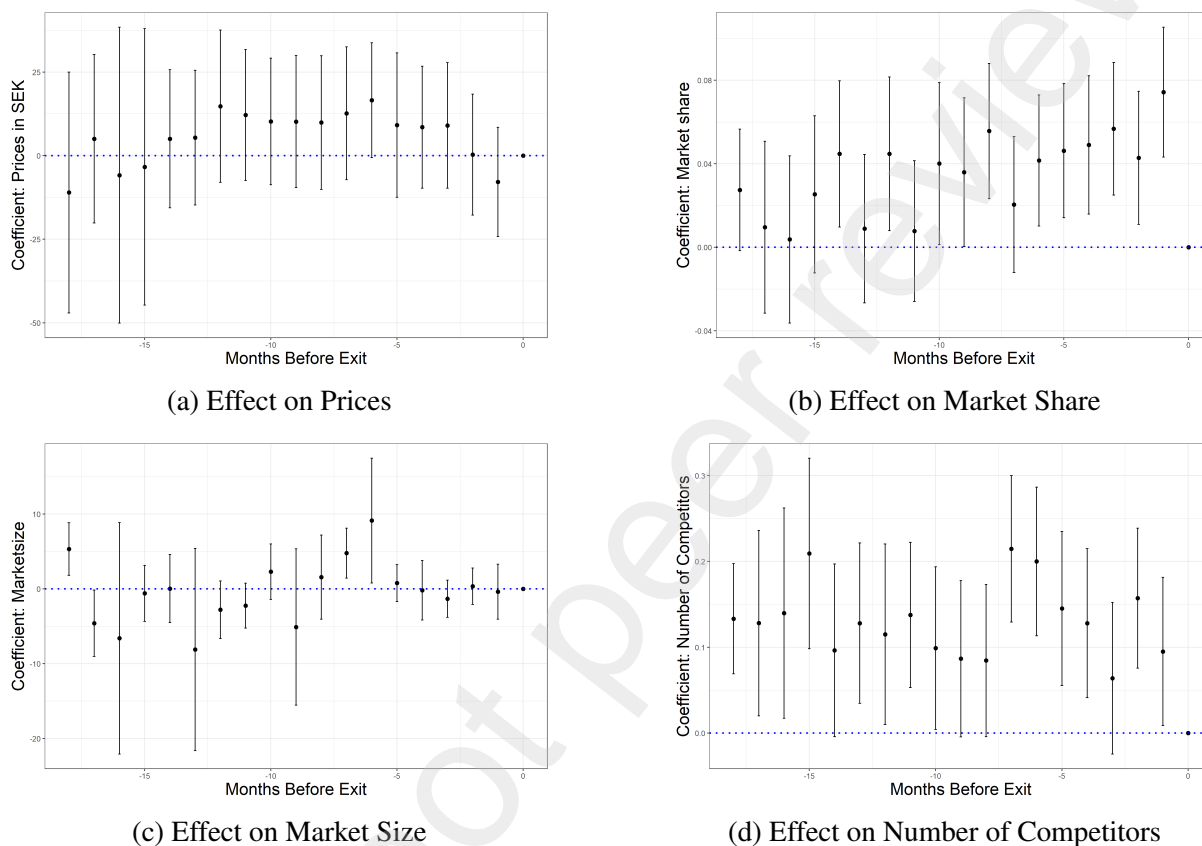 Coefficient: Prices in SEK
25
0
-25
-50
-15
-10
-5
0
Months Before Exit
(a) Effect on Prices
Coefficient: Market share
0.08
0.04
0.00
-0.04
-15
-10
-5
0
Months Before Exit
(b) Effect on Market Share
Coefficient: Marketsize
10
0
-10
-20
-15
-10
-5
0
Months Before Exit
(c) Effect on Market Size
Coefficient: Number of Competitors
0.3
0.2
0.1
0.0
-15
-10
-5
0
Months Before Exit
(d) Effect on Number of Competitors
ot peer review